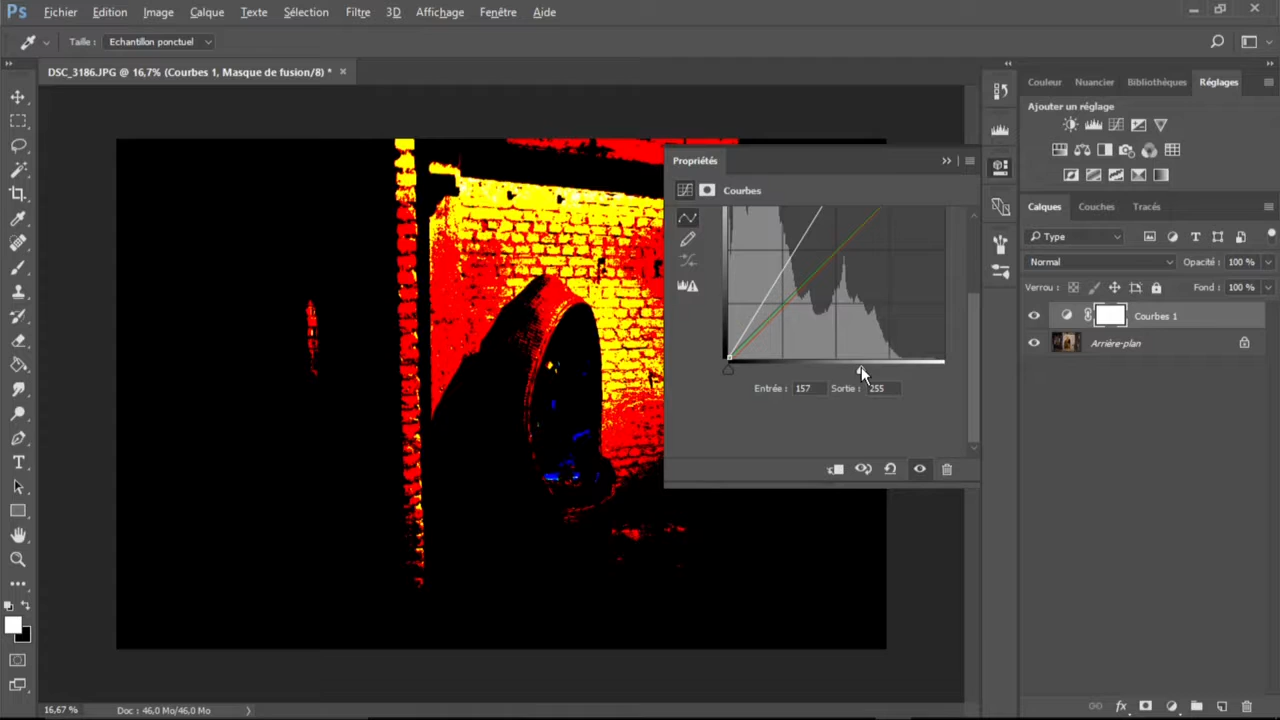 Ps Fichier Edition Image Calque Texte Sélection Filtre 3D Affichage Fenêtre Aide
Taille : Echantillon ponctuel
DSC_3186.JPG @ 16,7% (Courbes 1, Masque de fusion/8) *
Couleur Nuancier Bibliothèques Réglages
Ajouter un réglage
Propriétés
Courbes
Calques Couches Tracés
Type
Normal Opacité : 100 %
Verrou : Fond : 100 %
Courbes 1
Arrière-plan
Entrée : 157 Sortie : 255
16,67 % Doc : 46,0 Mo/46,0 Mo